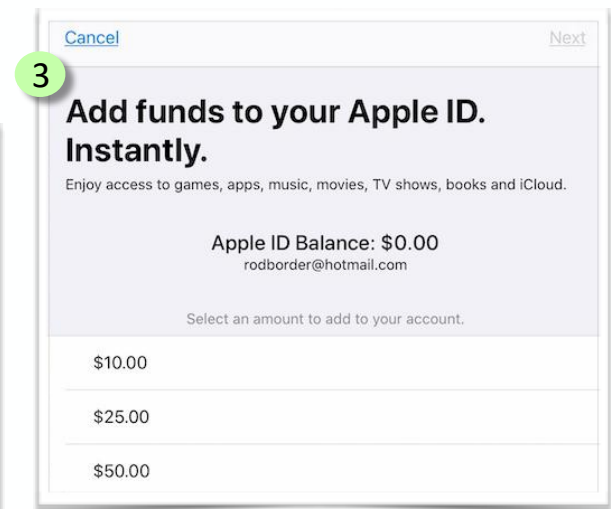 Cancel Next
3
Add funds to your Apple ID.
Instantly.
Enjoy access to games, apps, music, movies, TV shows, books and iCloud.
Apple ID Balance: $0.00
rodborder@hotmail.com
Select an amount to add to your account.
$10.00
$25.00
$50.00